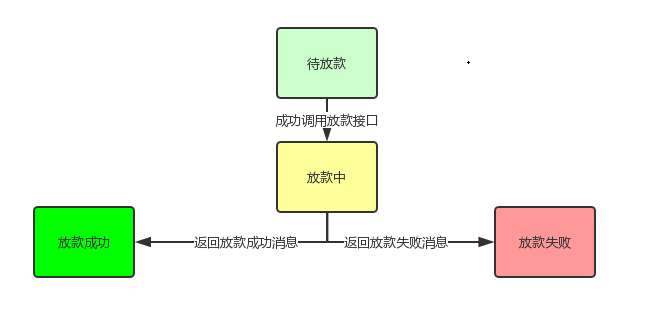 待放款
成功调用放款接口
放款中
放款成功
返回放款成功消息
返回放款失败消息
放款失败